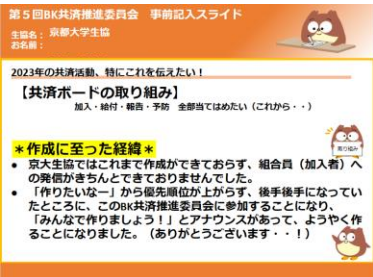 第５回BK共済推進委員会　事前記入スライド
生協名：京都大学生協
お名前：
2023年の共済活動、特にこれを伝えたい！
【共済ボードの取り組み】
加入・給付・報告・予防　全部当てはめたい（これから・・）
取り組み
＊作成に至った経緯＊
• 京大生協ではこれまで作成ができておらず、組合員（加入者）へ
の発信がきちんとできておりませんでした。
• 「作りたいなー」から優先順位が上がらず、後手後手になってい
たところに、このBK共済推進委員会に参加することになり、
「みんなで作りましょう！」とアナウンスがあって、ようやく作
ることになりました。（ありがとうございます・・！）